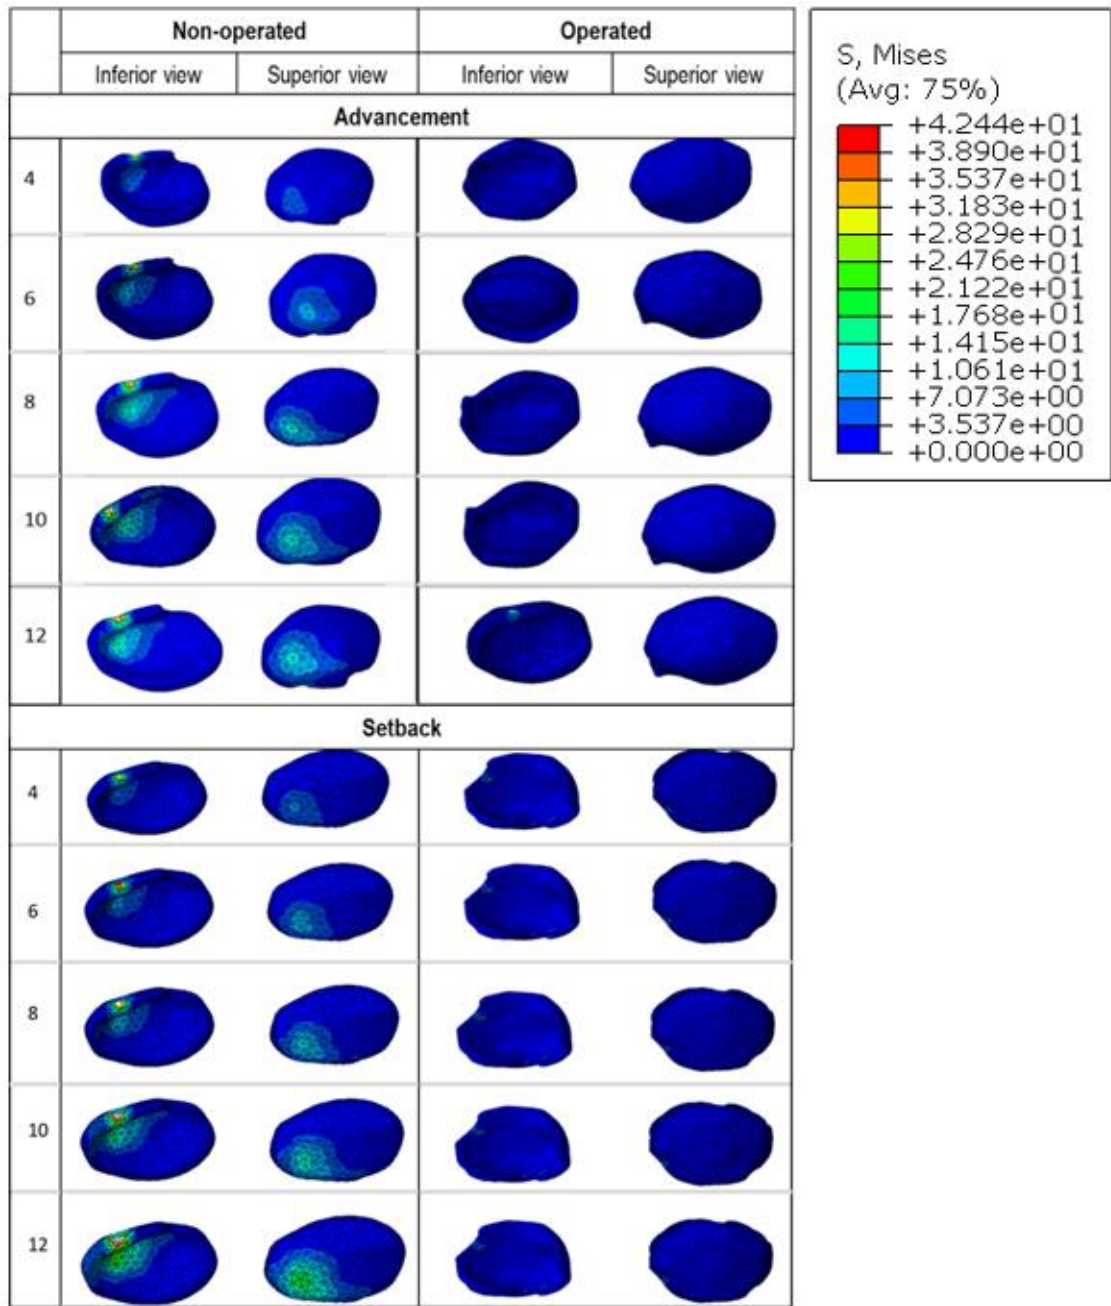 Non-operated Operated
Inferior view Superior view Inferior view Superior view
Advancement
4
6
8
10
12
Setback
4
6
8
10
12
S, Mises
(Avg: 75%)
+4.244e+01
+3.890e+01
+3.537e+01
+3.183e+01
+2.829e+01
+2.476e+01
+2.122e+01
+1.768e+01
+1.415e+01
+1.061e+01
+7.073e+00
+3.537e+00
+0.000e+00